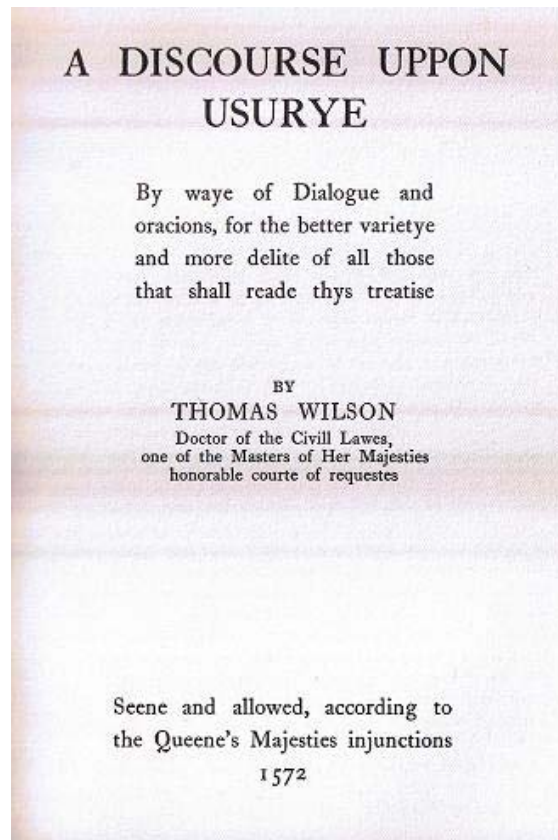 A DISCOURSE UPPON
USURYE
By waye of Dialogue and
oracions, for the better varietye
and more delite of all those
that shall reade thys treatise
BY
THOMAS WILSON
Doctor of the Civill Lawes,
one of the Masters of Her Majesties
honorable courte of requestes
Seene and allowed, according to
the Queene's Majesties injunctions
1572